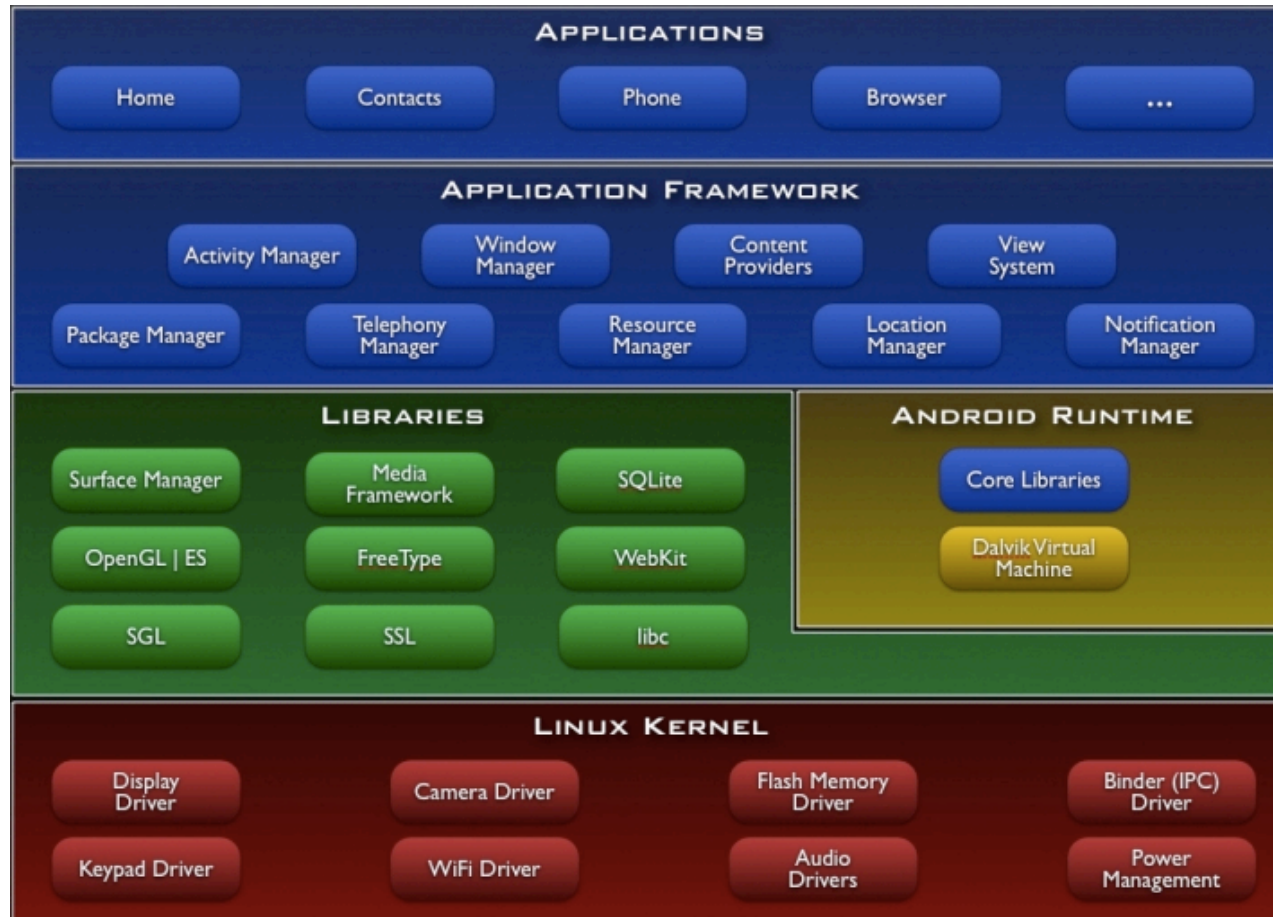 APPLICATIONS
Home
Contacts
Phone
Browser
...
APPLICATION FRAMEWORK
Activity Manager
Window
Manager
Content
Providers
View
System
Package Manager
Telephony
Manager
Resource
Manager
Location
Manager
Notification
Manager
LIBRARIES
Surface Manager
Media
Framework
SQLite
OpenGL | ES
FreeType
WebKit
SGL
SSL
libc
ANDROID RUNTIME
Core Libraries
Dalvik Virtual
Machine
LINUX KERNEL
Display
Driver
Camera Driver
Flash Memory
Driver
Binder (IPC)
Driver
Keypad Driver
WiFi Driver
Audio
Drivers
Power
Management